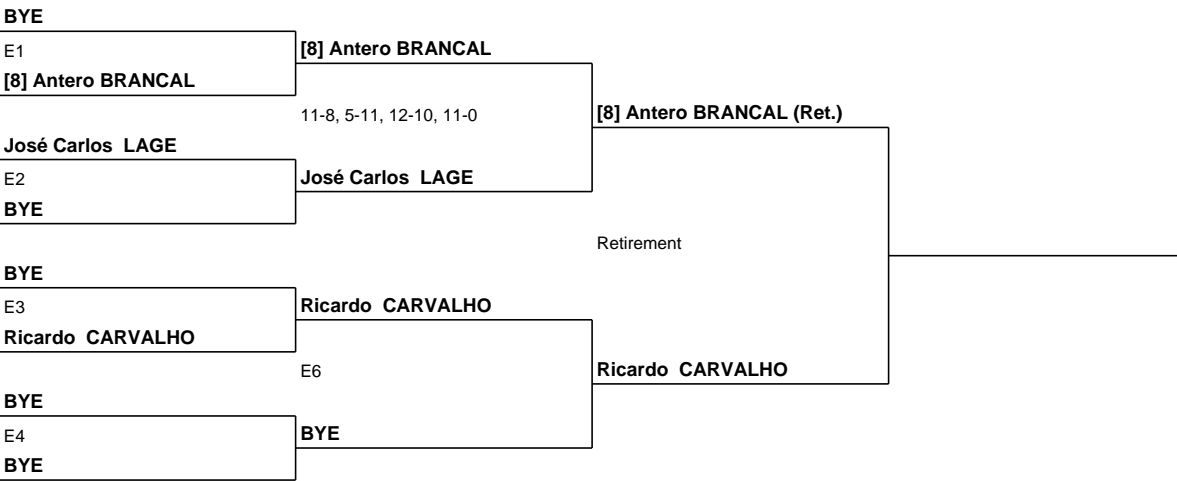 BYE
E1
[8] Antero BRANCAL
[8] Antero BRANCAL
11-8, 5-11, 12-10, 11-0
[8] Antero BRANCAL (Ret.)
José Carlos LAGE
E2
José Carlos LAGE
BYE
Retirement
BYE
E3
Ricardo CARVALHO
Ricardo CARVALHO
E6
Ricardo CARVALHO
BYE
E4
BYE
BYE